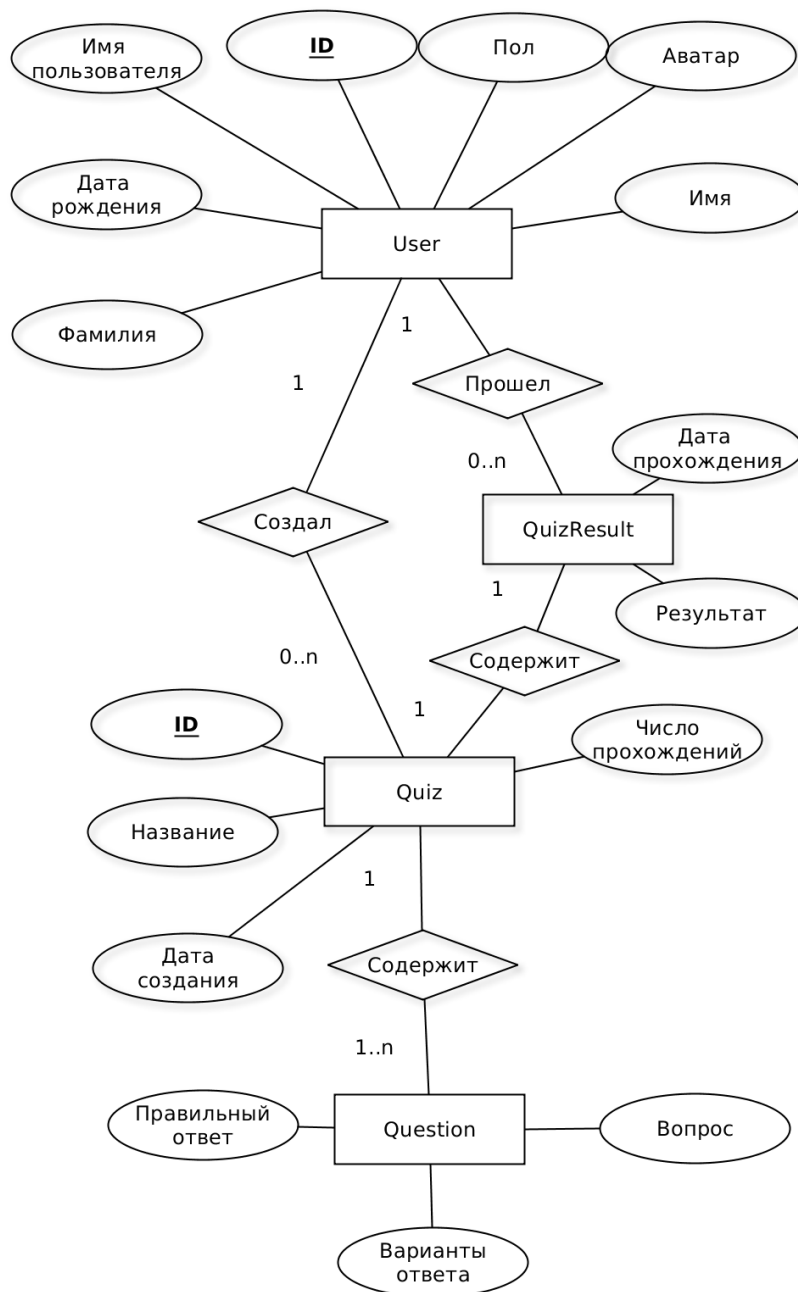 Имя
пользователя
ID
Пол
Аватар
Дата
рождения
Имя
User
Фамилия
1
1
Прошел
Дата
прохождения
0..n
Создал
QuizResult
1
Результат
0..n
Содержит
ID
1
Число
прохождений
Quiz
Название
1
Дата
создания
Содержит
1..n
Правильный
ответ
Question
Вопрос
Варианты
ответа